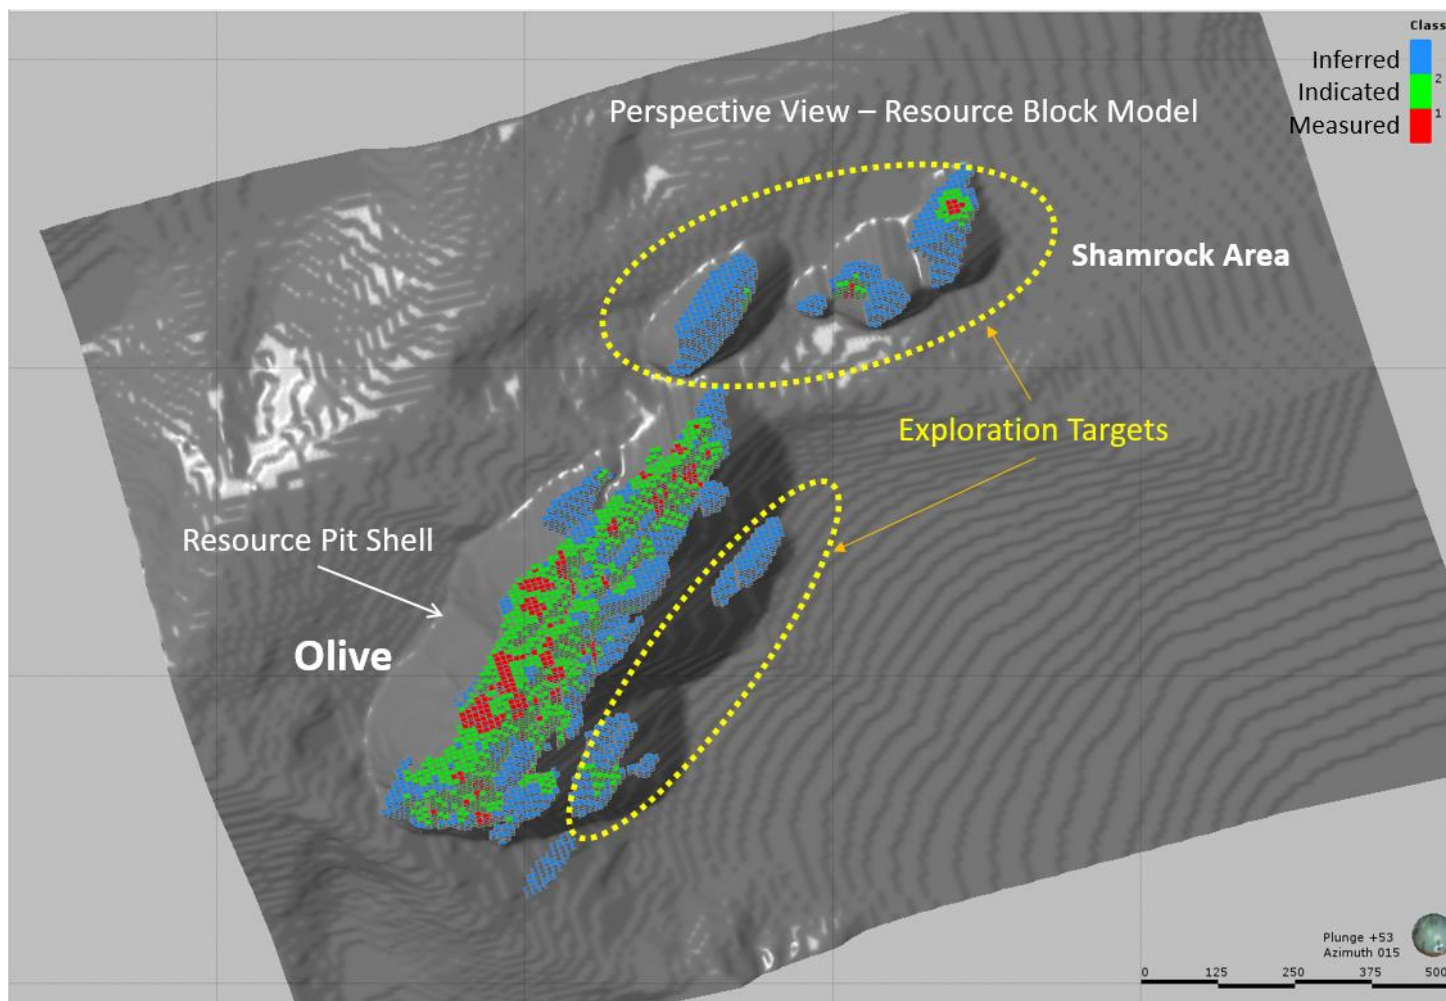 Class
Inferred
2
Indicated
1
Measured
Perspective View – Resource Block Model
Shamrock Area
Exploration Targets
Resource Pit Shell
Olive
Plunge +53
Azimuth 015
0 125 250 375 500